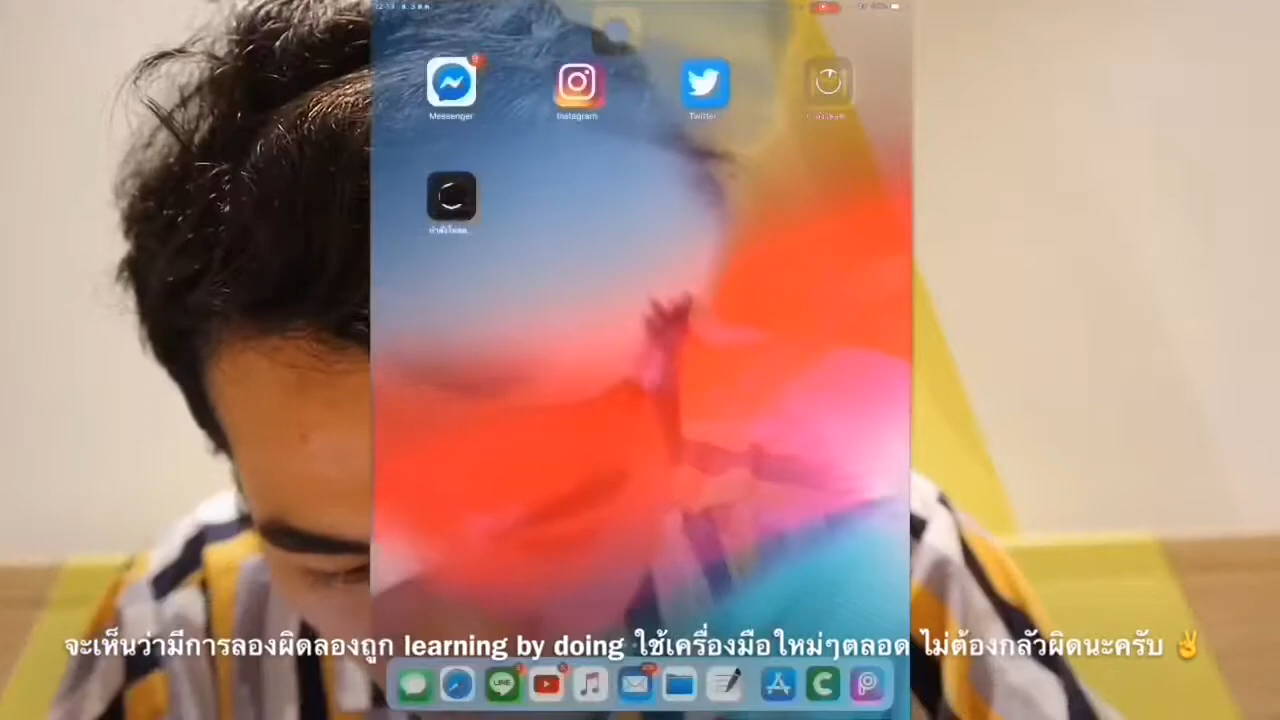 Messenger
Instagram
Twitter
จะเห็นว่ามีการลองผิดลองถูก learning by doing ใช้เครื่องมือใหม่ๆตลอด ไม่ต้องกลัวผิดนะครับ ✌️
LINE